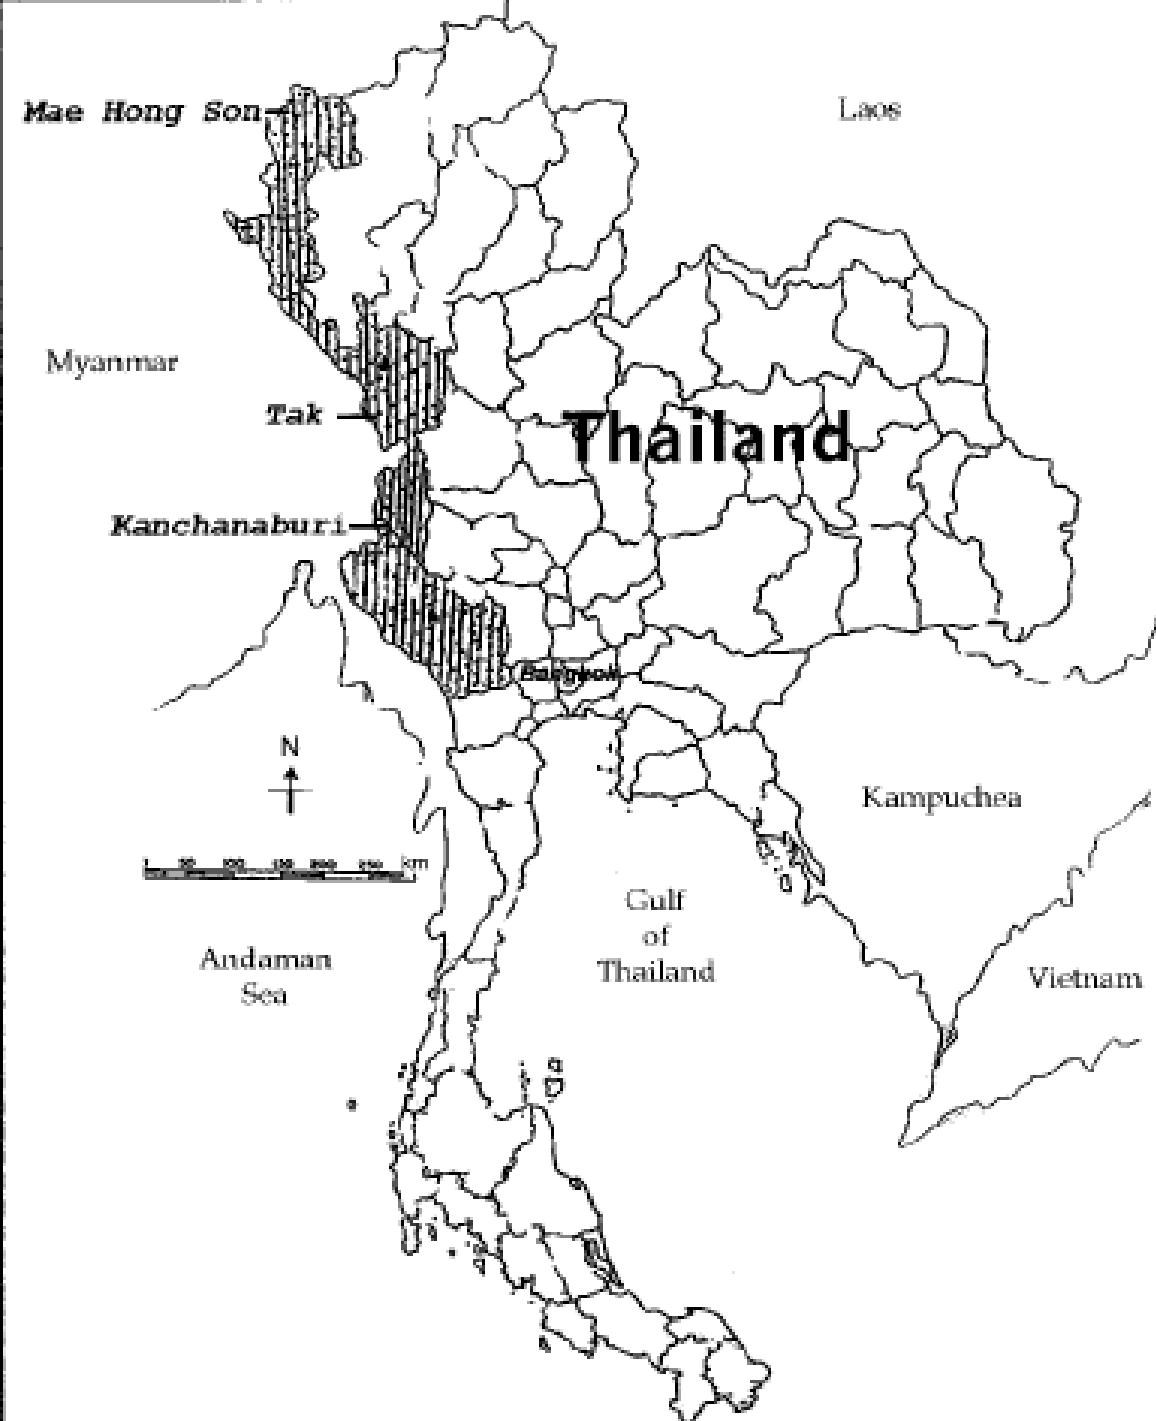 Mae Hong Son
Laos
Myanmar
Tak
Thailand
Kanchanaburi
Bangkok
N
Kampuchea
km
Gulf
of
Thailand
Andaman
Sea
Vietnam